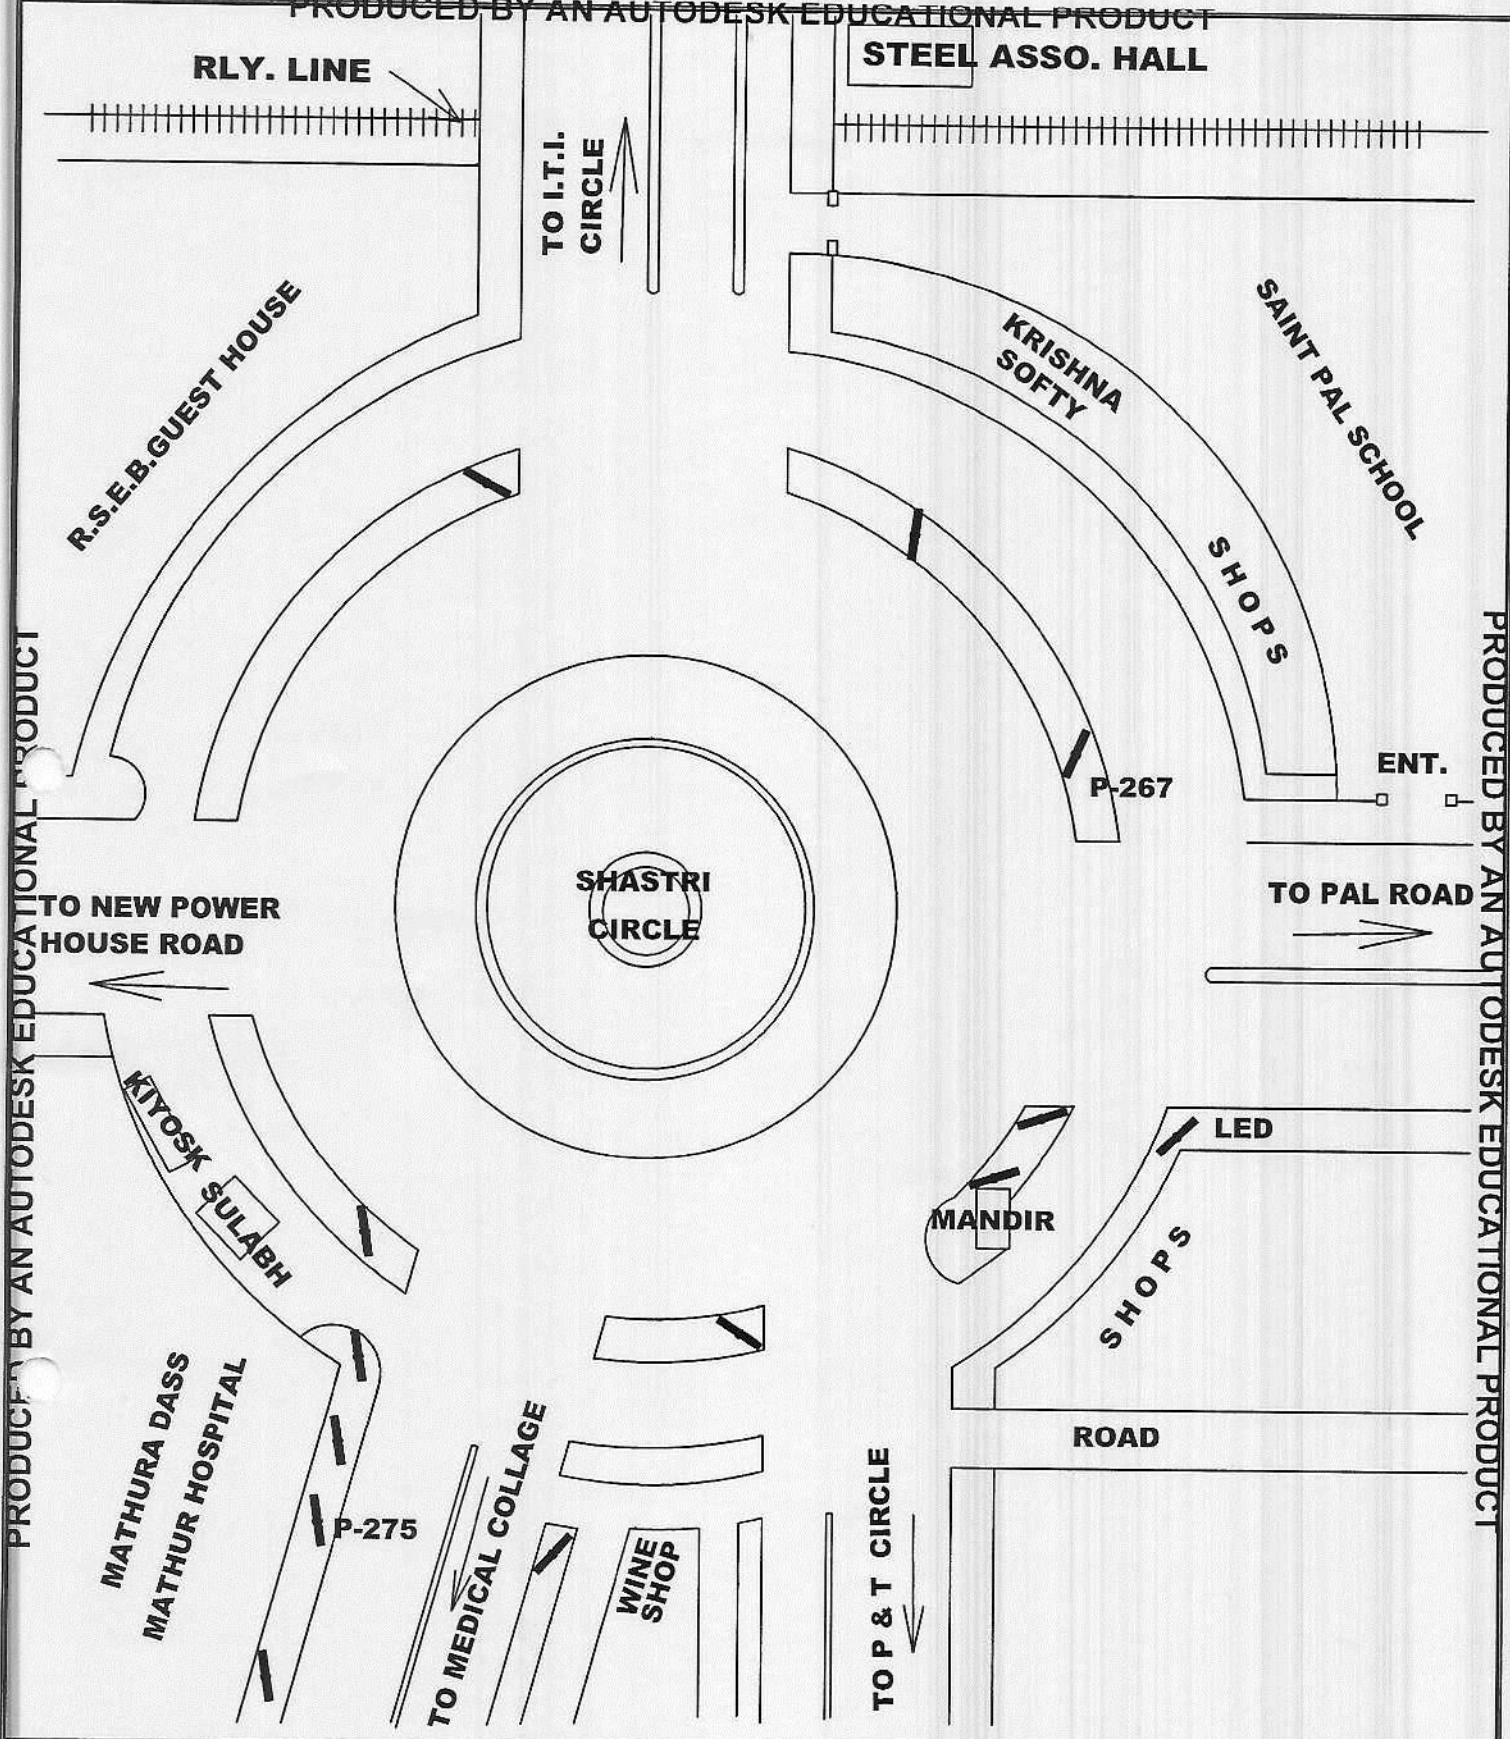 PRODUCED BY AN AUTODESK EDUCATIONAL PRODUCT
RLY. LINE
STEEL ASSO. HALL
TO I.T.I.
CIRCLE
R.S.E.B.GUEST HOUSE
KRISHNA
SOFTY
SAINT PAL SCHOOL
SHOPS
PRODUCED BY AN AUTODESK EDUCATIONAL PRODUCT
PRODUCED BY AN AUTODESK EDUCATIONAL PRODUCT
ENT.
P-267
SHASTRI
CIRCLE
TO NEW POWER
HOUSE ROAD
TO PAL ROAD
KIYOSK
SULABH
LED
MANDIR
SHOPS
MATHURA DASS
MATHUR HOSPITAL
P-275
TO MEDICAL COLLAGE
WINE
SHOP
TO P & T CIRCLE
ROAD